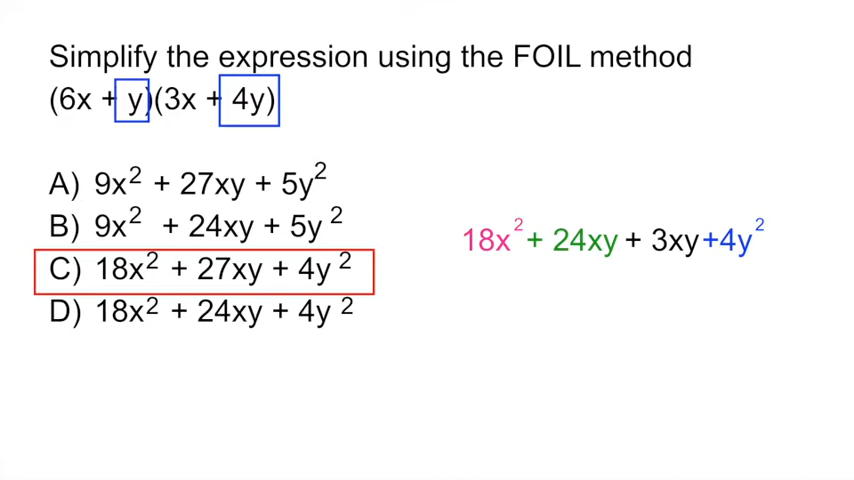 Simplify the expression using the FOIL method
(6x + y)(3x + 4y)
A) 9x² + 27xy + 5y²
B) 9x² + 24xy + 5y²
C) 18x² + 27xy + 4y²
D) 18x² + 24xy + 4y²
18x² + 24xy + 3xy +4y²